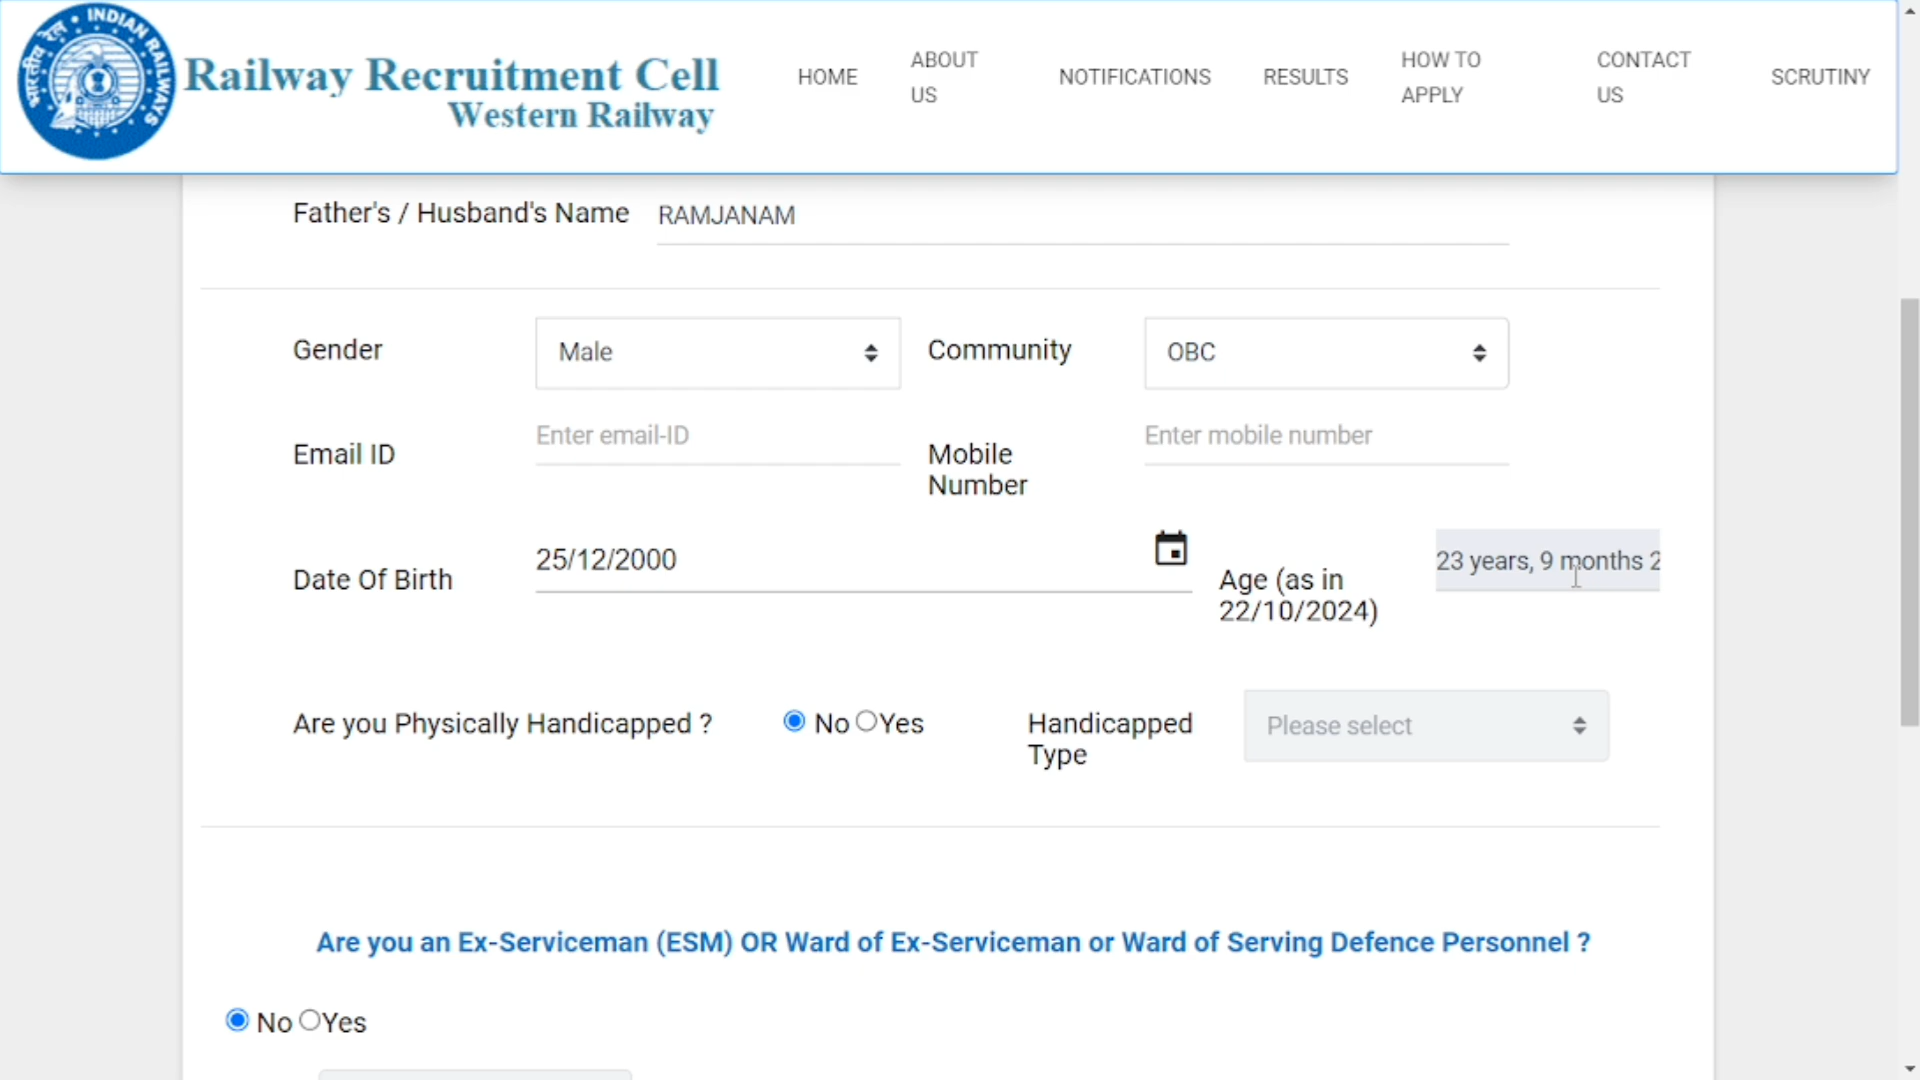 INDIAN RAILWAYS
भारतीय रेल
Railway Recruitment Cell
Western Railway
HOME
ABOUT
US
NOTIFICATIONS
RESULTS
HOW TO
APPLY
CONTACT
US
SCRUTINY
Father's / Husband's Name RAMJANAM
Gender Male Community OBC
Email ID Enter email-ID Mobile
Number Enter mobile number
Date Of Birth 25/12/2000 Age (as in
22/10/2024) 23 years, 9 months 2
Are you Physically Handicapped ? No Yes Handicapped
Type Please select
Are you an Ex-Serviceman (ESM) OR Ward of Ex-Serviceman or Ward of Serving Defence Personnel ?
No Yes